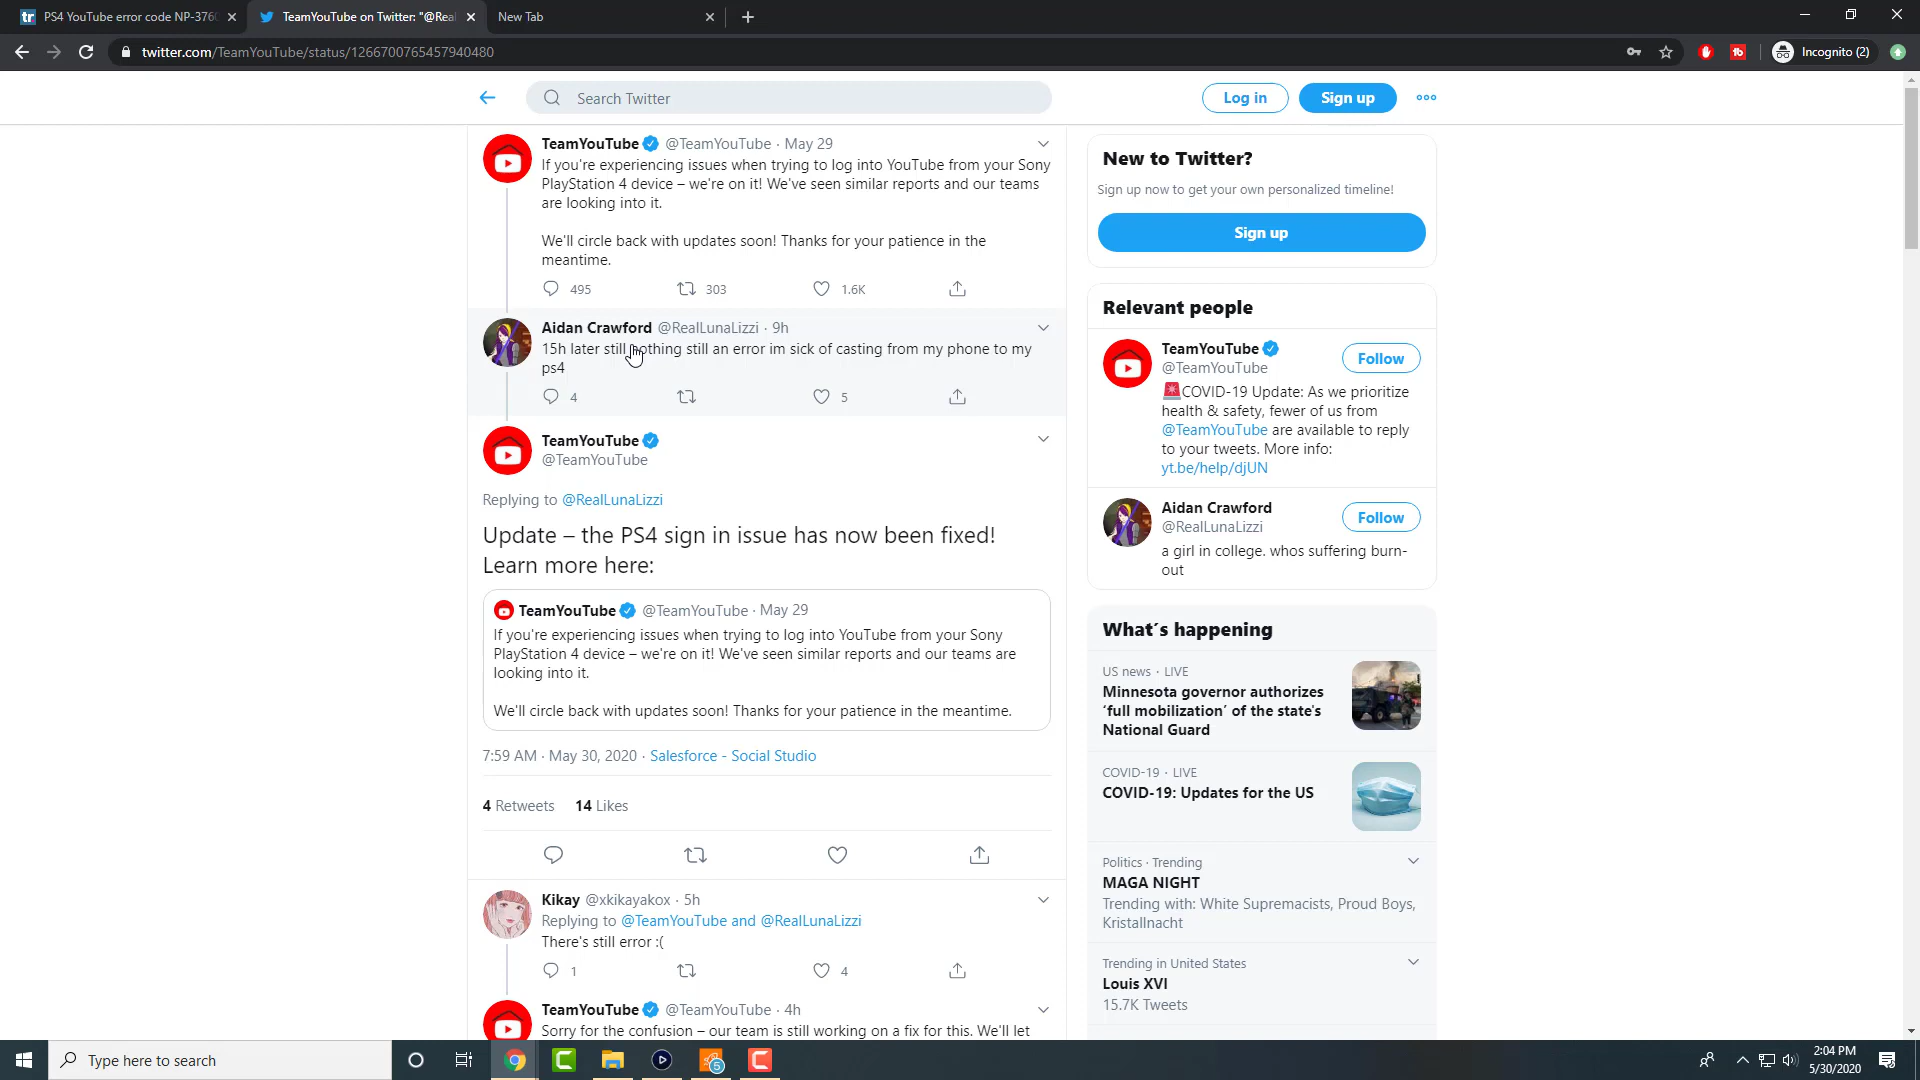 PS4 YouTube error code NP-3760
TeamYouTube on Twitter: "@Real
New Tab
twitter.com/TeamYouTube/status/1266700765457940480
Incognito (2)
Search Twitter
Log in
Sign up
TeamYouTube @TeamYouTube · May 29
If you're experiencing issues when trying to log into YouTube from your Sony
PlayStation 4 device – we're on it! We've seen similar reports and our teams
are looking into it.
We'll circle back with updates soon! Thanks for your patience in the
meantime.
495 303 1.6K
Aidan Crawford @RealLunaLizzi · 9h
15h later still nothing still an error im sick of casting from my phone to my
ps4
4 5
TeamYouTube
@TeamYouTube
Replying to @RealLunaLizzi
Update – the PS4 sign in issue has now been fixed!
Learn more here:
TeamYouTube @TeamYouTube · May 29
If you're experiencing issues when trying to log into YouTube from your Sony
PlayStation 4 device – we're on it! We've seen similar reports and our teams are
looking into it.
We'll circle back with updates soon! Thanks for your patience in the meantime.
7:59 AM · May 30, 2020 · Salesforce - Social Studio
4 Retweets 14 Likes
Kikay @xkikayakox · 5h
Replying to @TeamYouTube and @RealLunaLizzi
There's still error :(
1 4
TeamYouTube @TeamYouTube · 4h
Sorry for the confusion – our team is still working on a fix for this. We'll let
New to Twitter?
Sign up now to get your own personalized timeline!
Sign up
Relevant people
TeamYouTube
@TeamYouTube
Follow
COVID-19 Update: As we prioritize
health & safety, fewer of us from
@TeamYouTube are available to reply
to your tweets. More info:
yt.be/help/djUN
Aidan Crawford
@RealLunaLizzi
Follow
a girl in college. whos suffering burn-
out
What's happening
US news · LIVE
Minnesota governor authorizes
'full mobilization' of the state's
National Guard
COVID-19 · LIVE
COVID-19: Updates for the US
Politics · Trending
MAGA NIGHT
Trending with: White Supremacists, Proud Boys,
Kristallnacht
Trending in United States
Louis XVI
15.7K Tweets
Type here to search
5
2:04 PM
5/30/2020